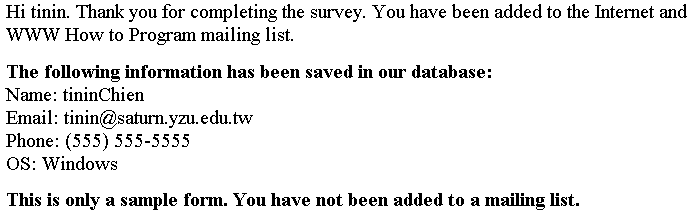 Hi tinin. Thank you for completing the survey. You have been added to the Internet and
WWW How to Program mailing list.
The following information has been saved in our database:
Name: tininChien
Email: tinin@saturn.yzu.edu.tw
Phone: (555) 555-5555
OS: Windows
This is only a sample form. You have not been added to a mailing list.